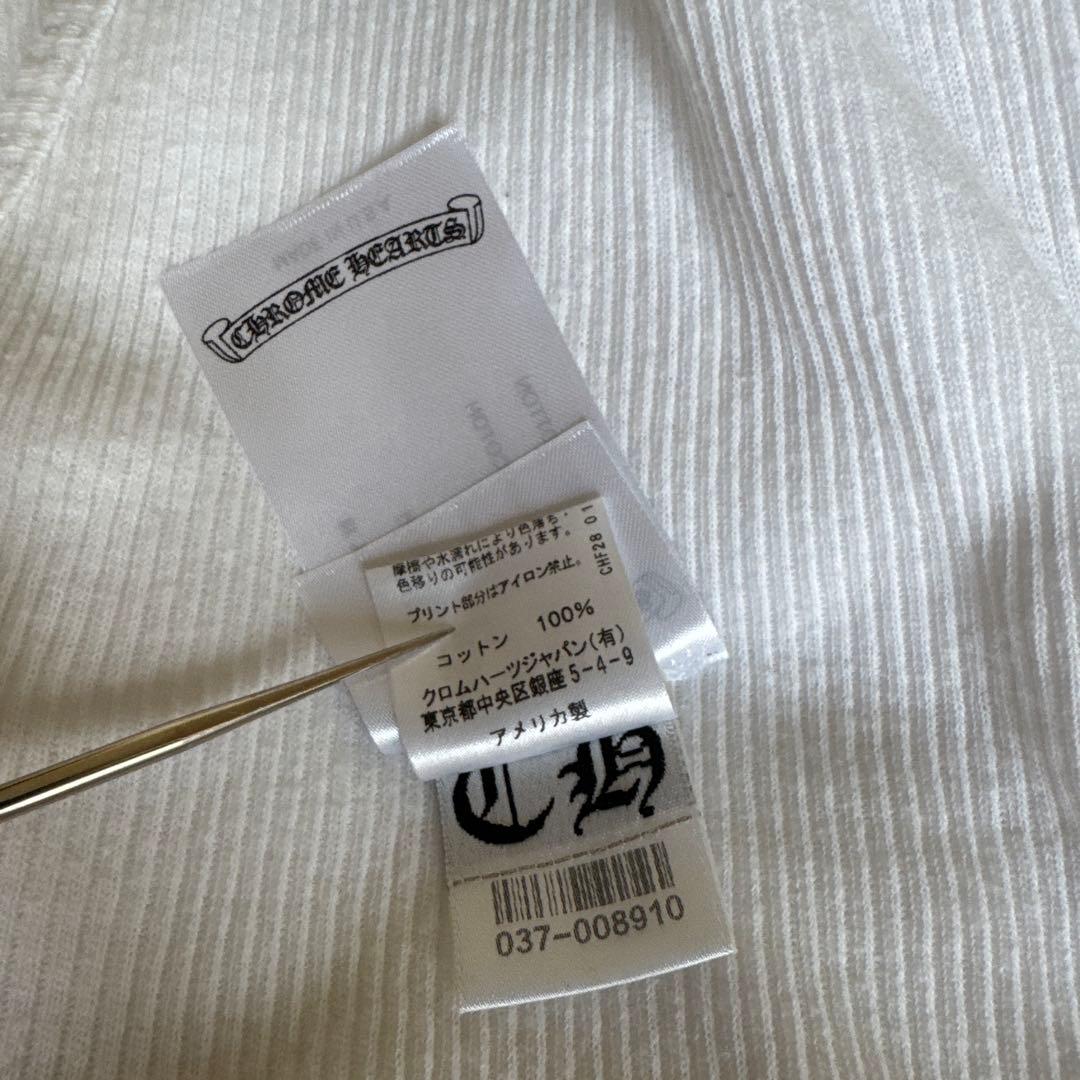 MADE IN U.S.A
CHROME HEARTS
摩擦や水濡れにより色落ち・
色移りの可能性があります。
プリント部分はアイロン禁止。
コットン 100%
クロムハーツジャパン(有)
東京都中央区銀座5-4-9
アメリカ製
CHF28 01
CH
037-008910